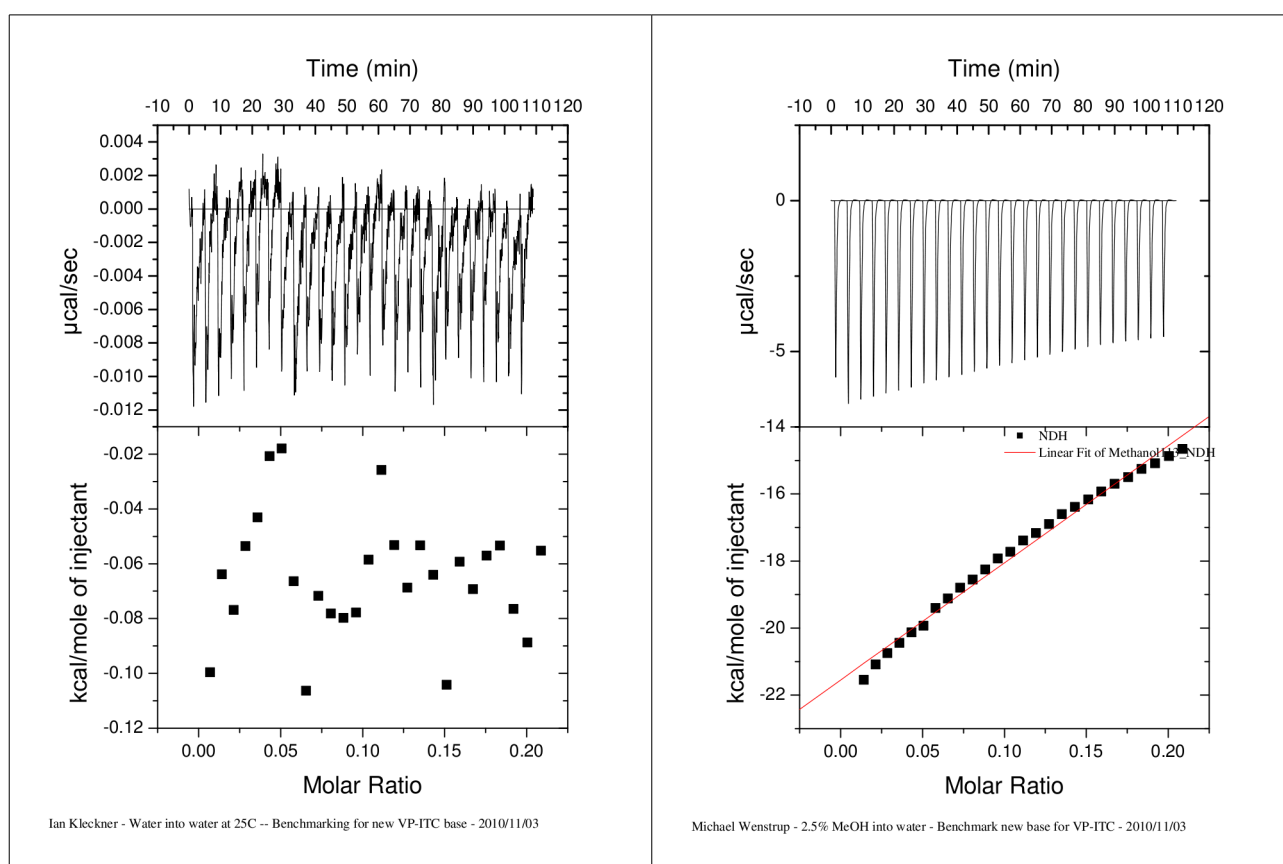 Time (min)
-10 0 10 20 30 40 50 60 70 80 90 100 110 120
0.004
0.002
0.000
-0.002
-0.004
-0.006
-0.008
-0.010
-0.012
µcal/sec
-0.02
-0.04
-0.06
-0.08
-0.10
-0.12
kcal/mole of injectant
0.00 0.05 0.10 0.15 0.20
Molar Ratio
Ian Kleckner - Water into water at 25C -- Benchmarking for new VP-ITC base - 2010/11/03
Time (min)
-10 0 10 20 30 40 50 60 70 80 90 100 110 120
0
-5
µcal/sec
-14
-16
-18
-20
-22
kcal/mole of injectant
NDH
Linear Fit of Methanol113_NDH
0.00 0.05 0.10 0.15 0.20
Molar Ratio
Michael Wenstrup - 2.5% MeOH into water - Benchmark new base for VP-ITC - 2010/11/03